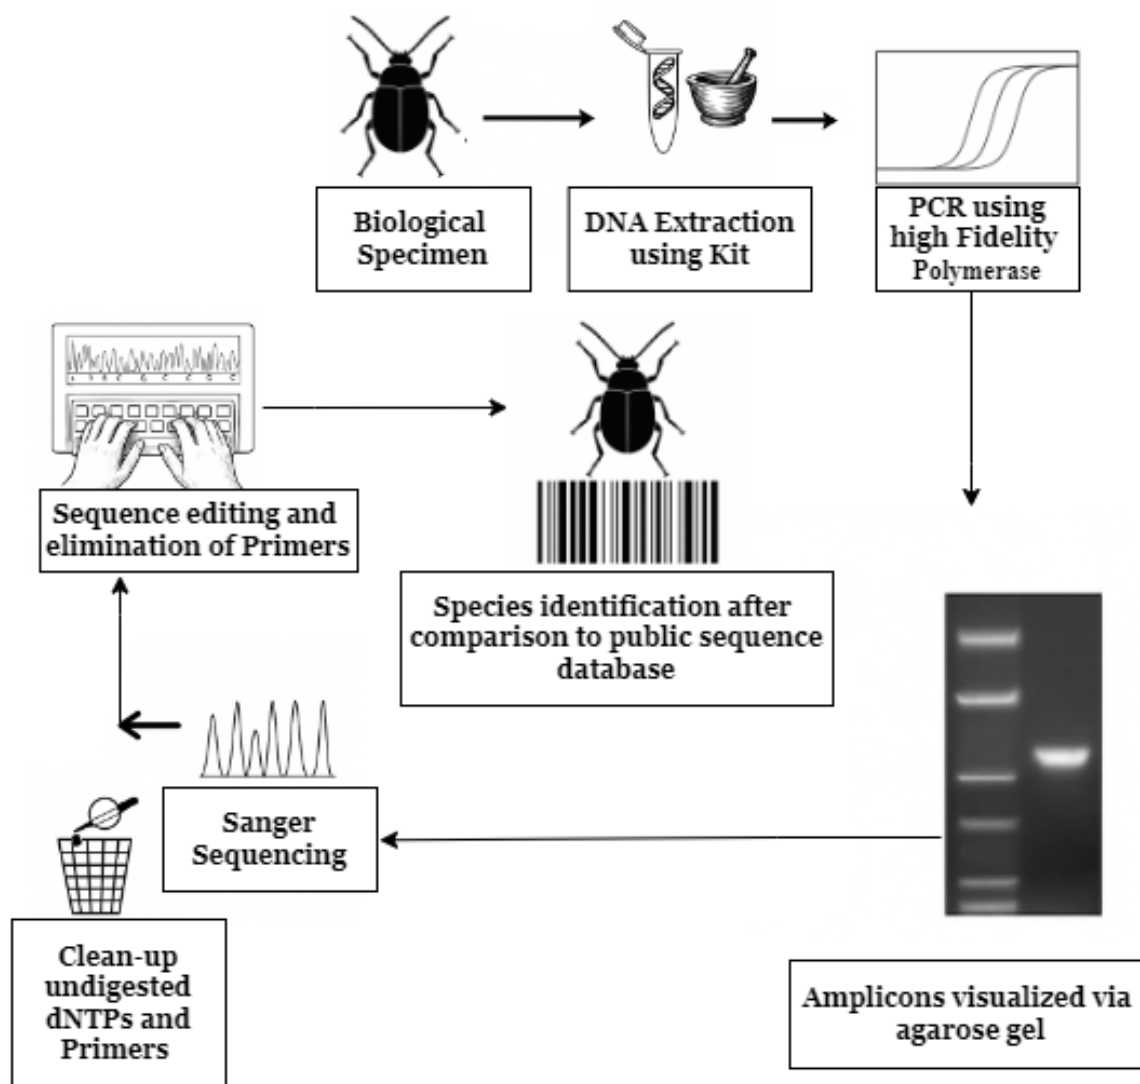 Biological
Specimen
DNA Extraction
using Kit
PCR using
high Fidelity
Polymerase
Sequence editing and
elimination of Primers
Species identification after
comparison to public sequence
database
Sanger
Sequencing
Clean-up
undigested
dNTPs and
Primers
Amplicons visualized via
agarose gel